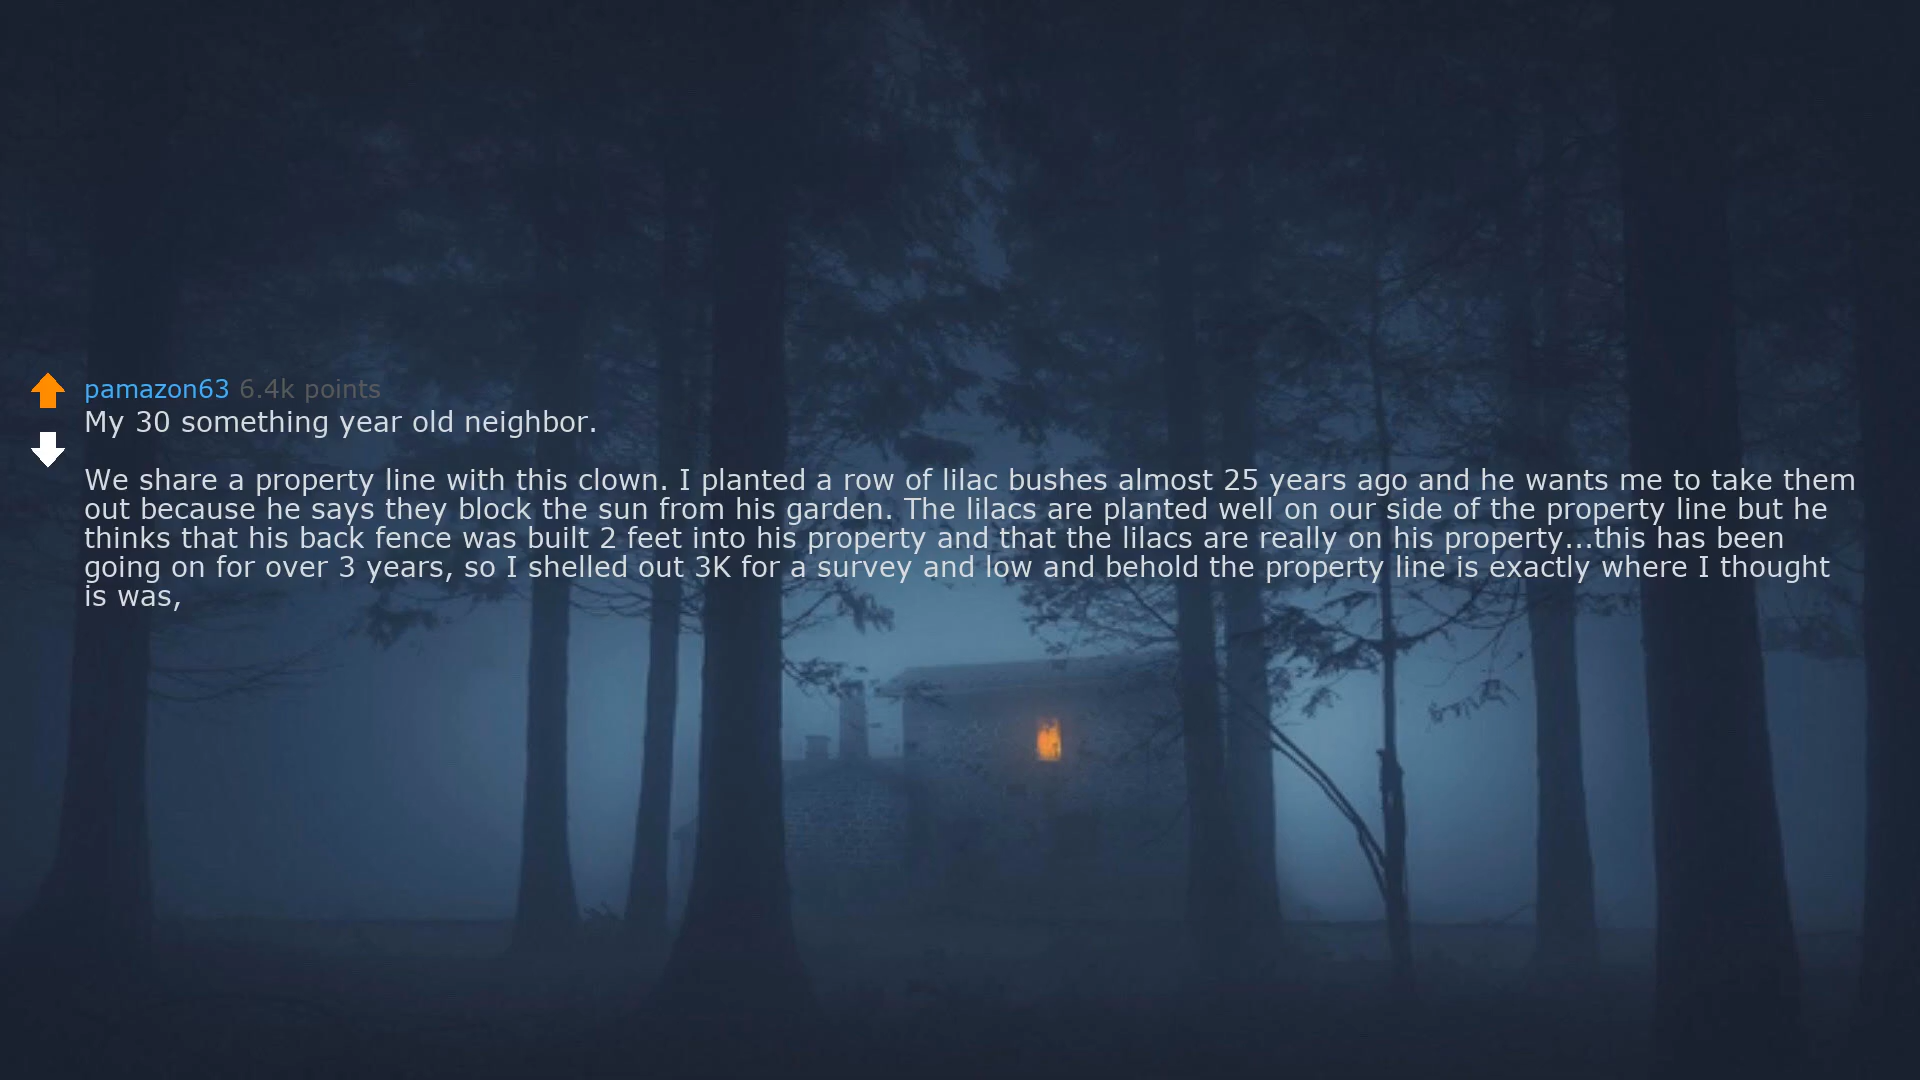 pamazon63 6.4k points
My 30 something year old neighbor.
We share a property line with this clown. I planted a row of lilac bushes almost 25 years ago and he wants me to take them
out because he says they block the sun from his garden. The lilacs are planted well on our side of the property line but he
thinks that his back fence was built 2 feet into his property and that the lilacs are really on his property...this has been
going on for over 3 years, so I shelled out 3K for a survey and low and behold the property line is exactly where I thought
is was,